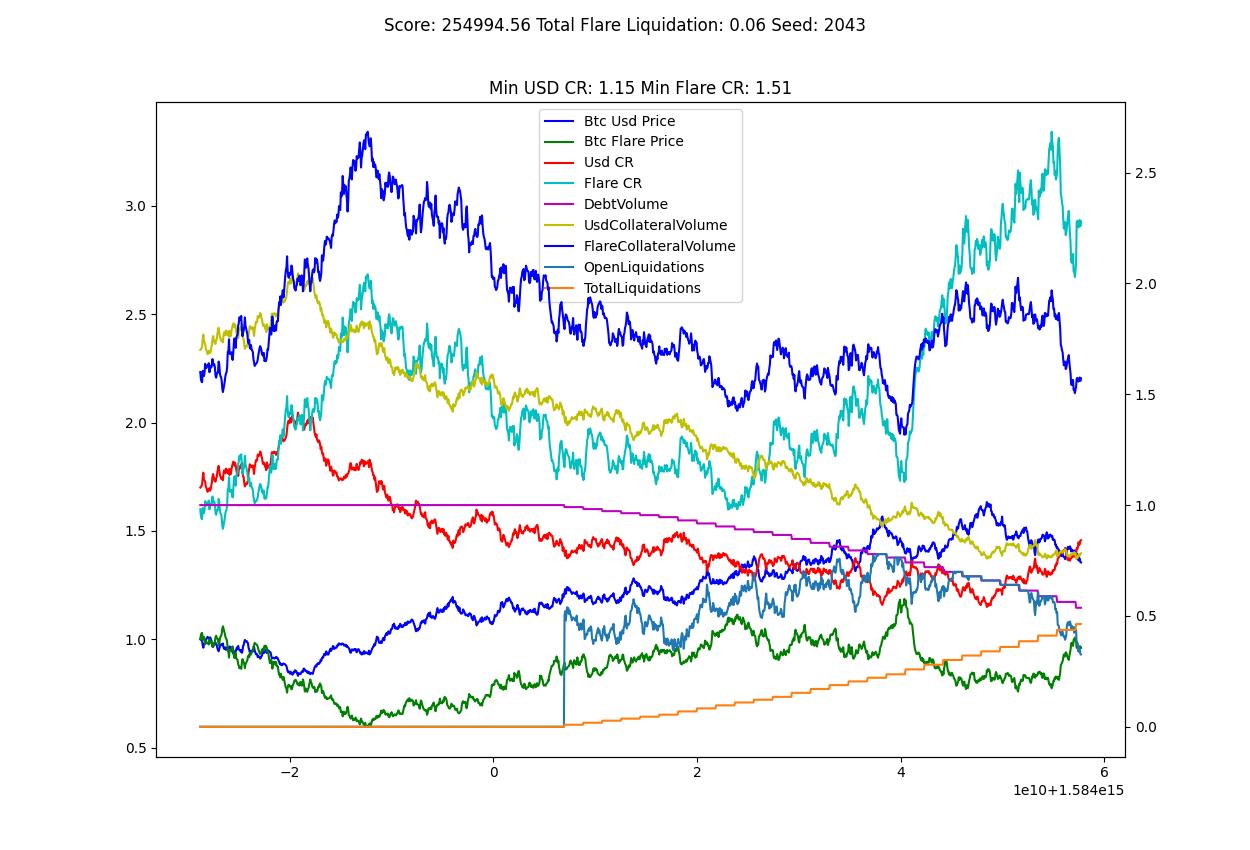 Score: 254994.56 Total Flare Liquidation: 0.06 Seed: 2043
Min USD CR: 1.15 Min Flare CR: 1.51
Btc Usd Price
Btc Flare Price
Usd CR
Flare CR
DebtVolume
UsdCollateralVolume
FlareCollateralVolume
OpenLiquidations
TotalLiquidations
3.0
2.5
2.0
1.5
1.0
0.5
2.5
2.0
1.5
1.0
0.5
0.0
−2 0 2 4 6
1e10+1.584e15